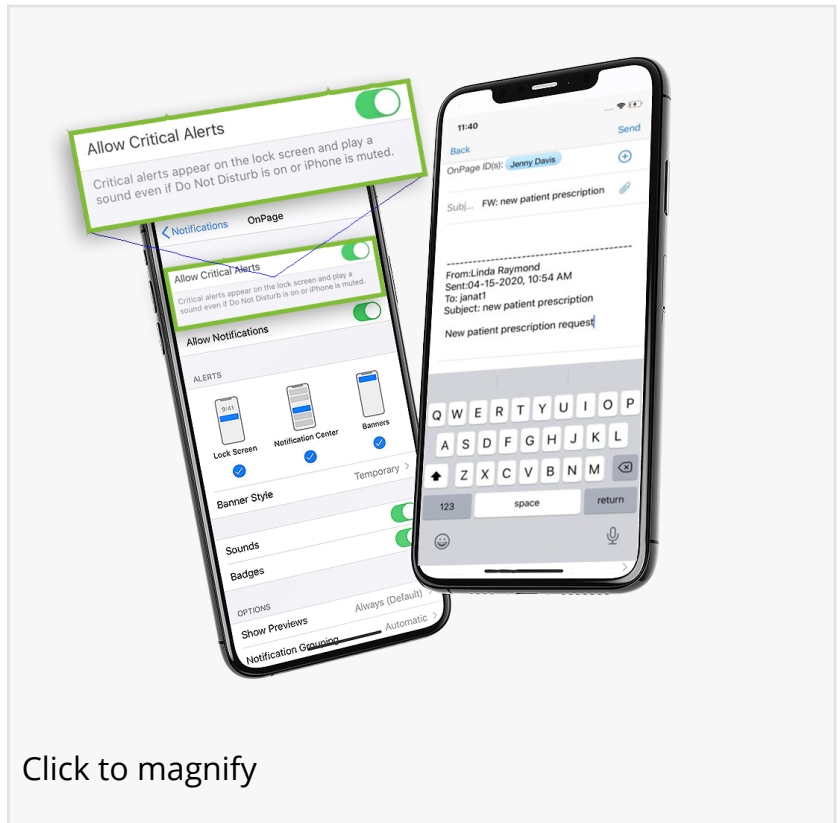 Allow Critical Alerts
Critical alerts appear on the lock screen and play a
sound even if Do Not Disturb is on or iPhone is muted.
Notifications
OnPage
Allow Critical Alerts
Critical alerts appear on the lock screen and play a
sound even if Do Not Disturb is on or iPhone is muted.
Allow Notifications
ALERTS
9:41
Lock Screen
Notification Center
Banners
Banner Style
Temporary
Sounds
Badges
OPTIONS
Show Previews
Always (Default)
Notification Grouping
Automatic
11:40
Back
Send
OnPage ID(s): Jenny Davis
Subj... FW: new patient prescription
--------------------------------------------------
From:Linda Raymond
Sent:04-15-2020, 10:54 AM
To: janat1
Subject: new patient prescription
New patient prescription request
Q W E R T Y U I O P
A S D F G H J K L
Z X C V B N M
123 space return
Click to magnify